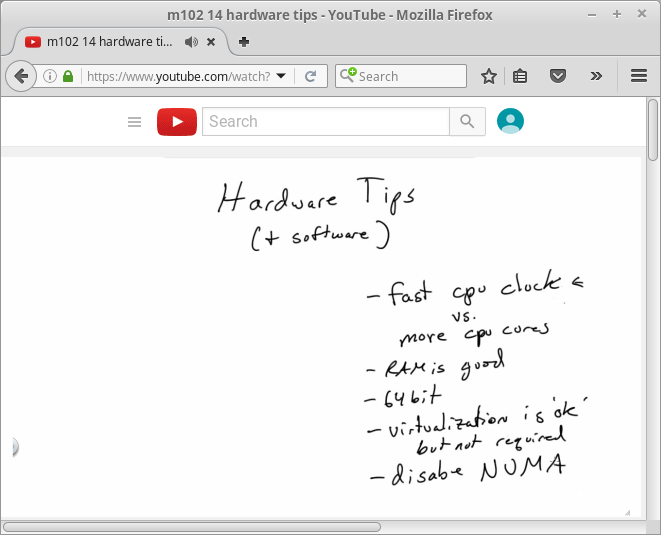 m102 14 hardware tips - YouTube - Mozilla Firefox
m102 14 hardware ti...
https://www.youtube.com/watch?
Search
Search
Hardware Tips
(+ software)
- fast cpu clock ←
vs.
more cpu cores
- RAM is good
- 64 bit
- virtualization is 'ok'
but not required
- disabe NUMA